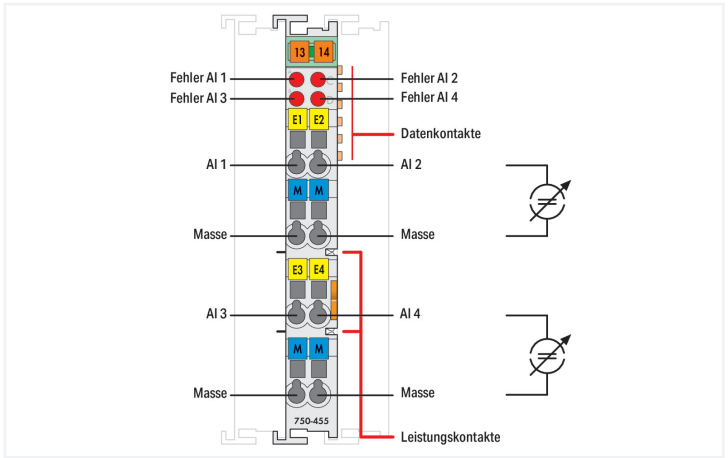 13 14
Fehler AI 1
Fehler AI 2
Fehler AI 3
Fehler AI 4
E1 E2
Datenkontakte
AI 1
AI 2
M M
Masse
Masse
E3 E4
AI 3
AI 4
M M
Masse
Masse
750-455
Leistungskontakte